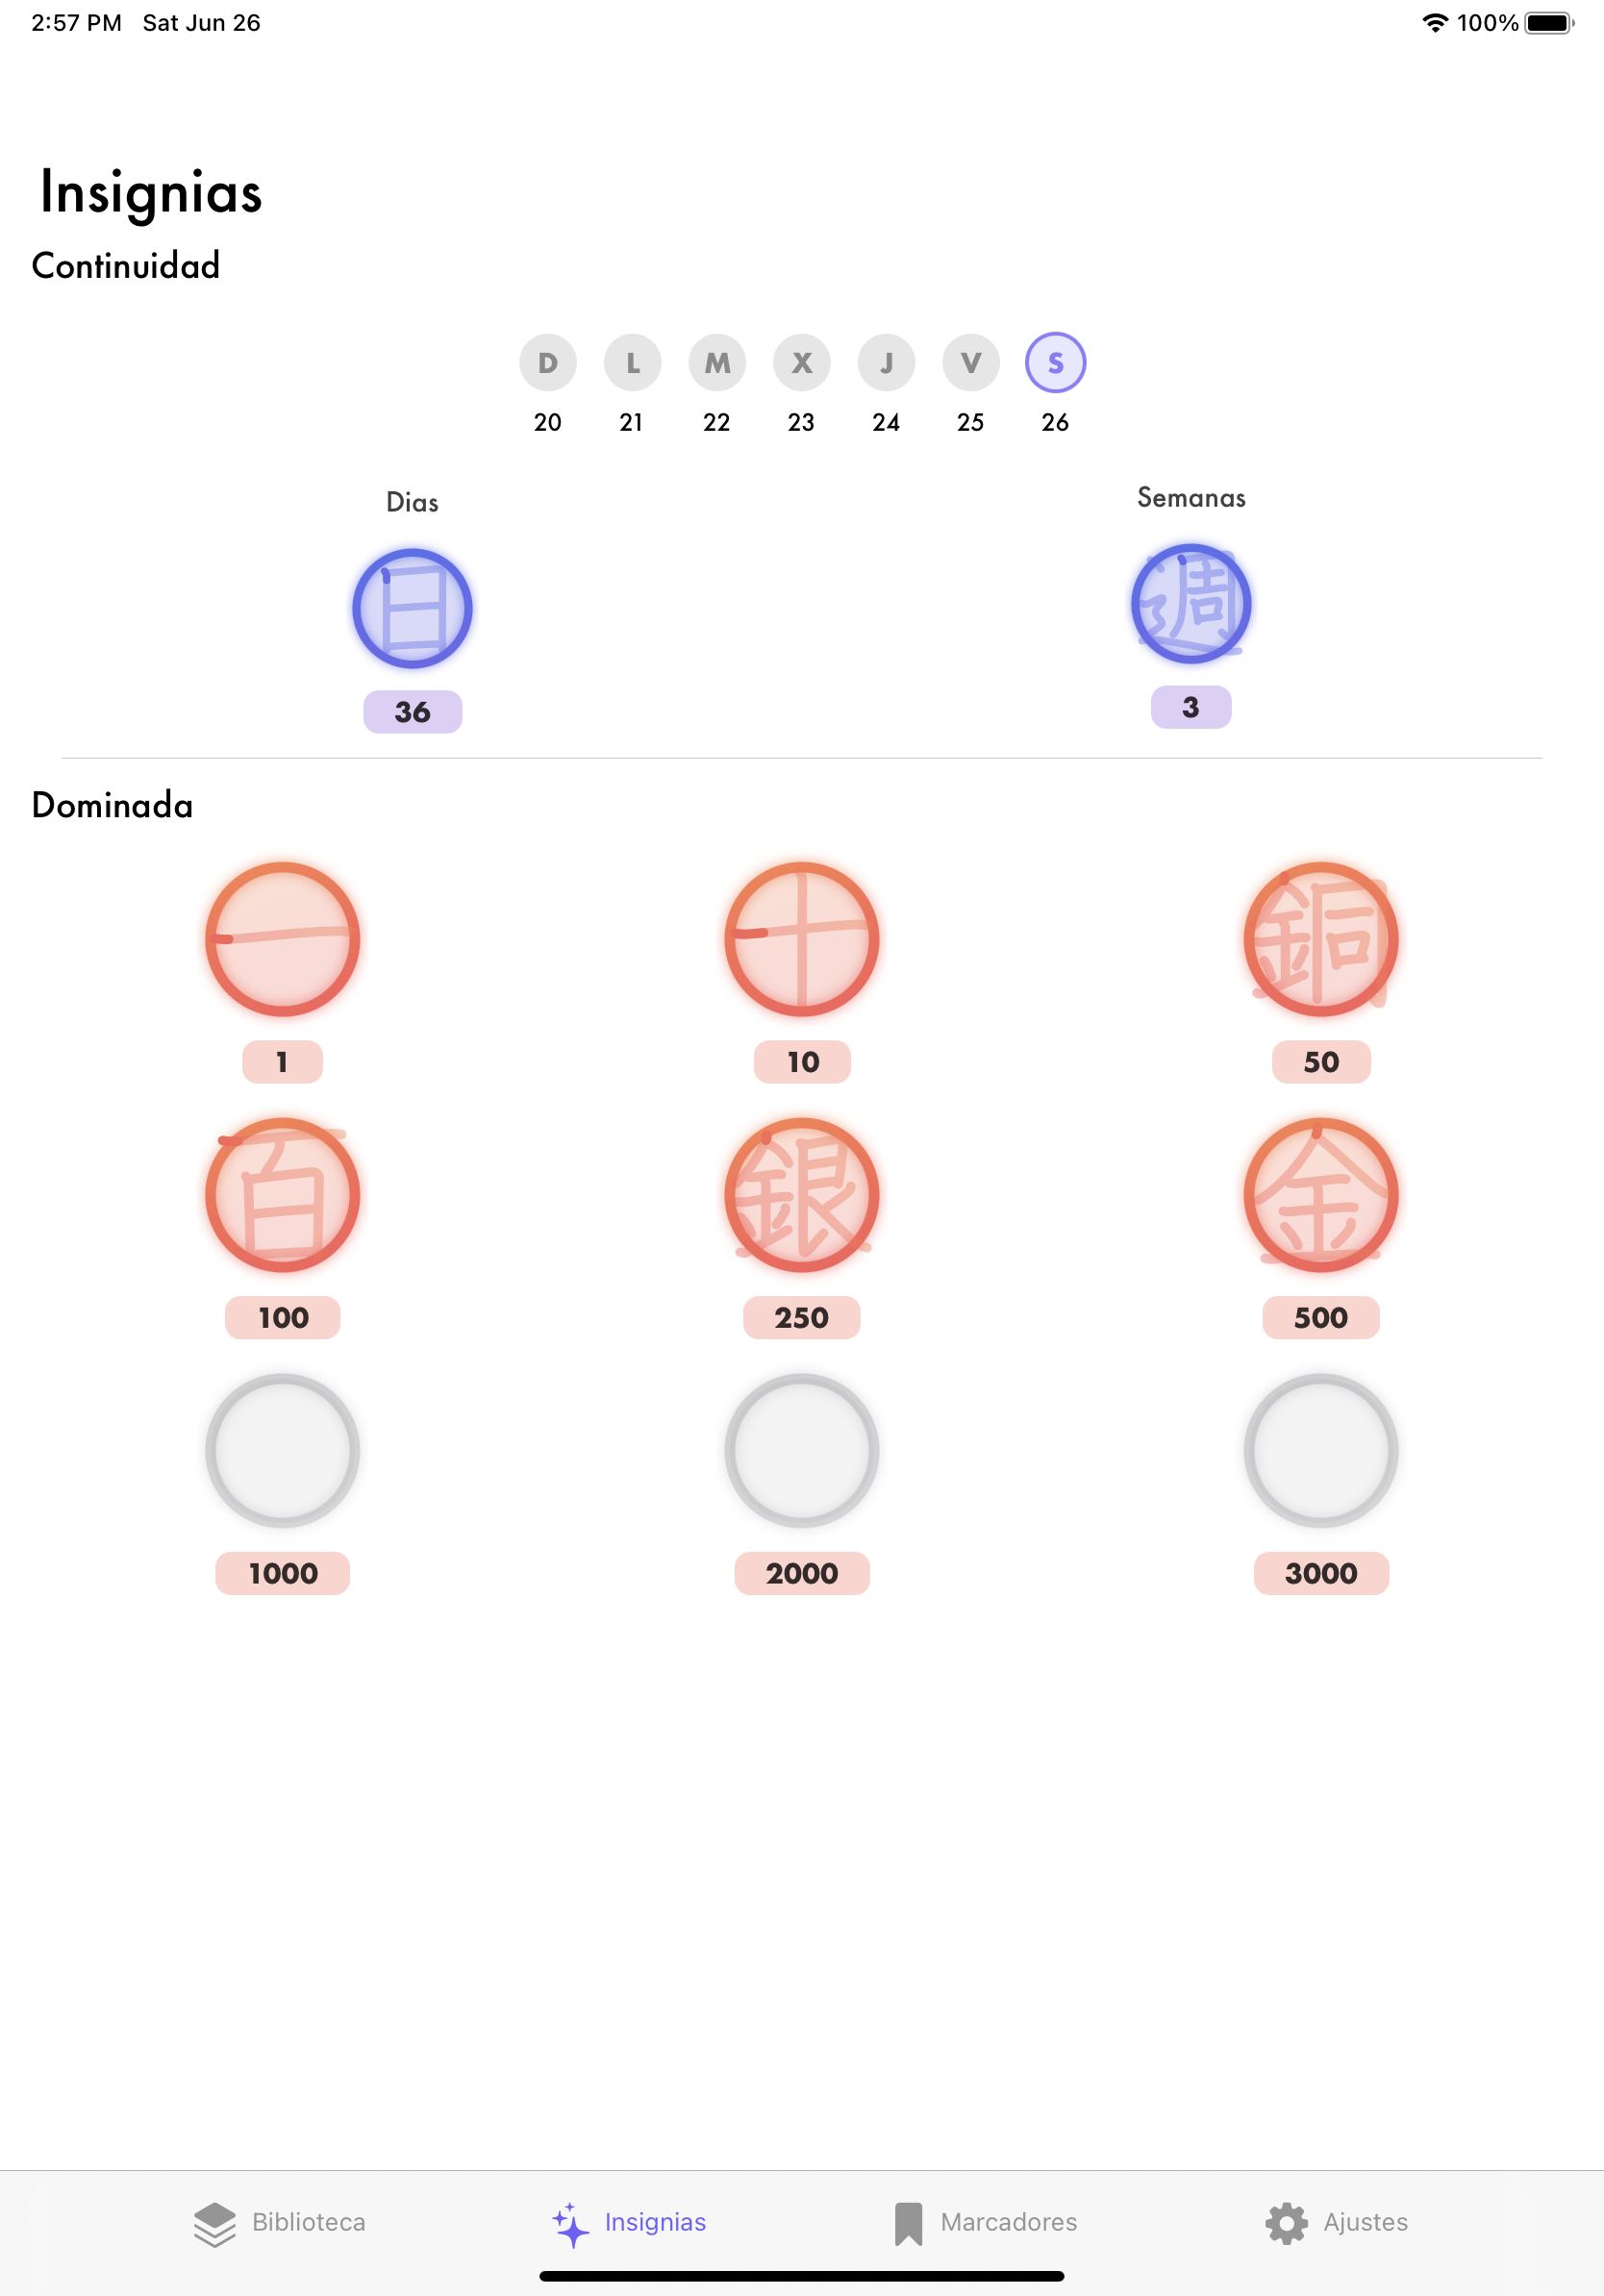 2:57 PM Sat Jun 26 100%
Insignias
Continuidad
D L M X J V S
20 21 22 23 24 25 26
Dias Semanas
日 週
36 3
Dominada
一 十 銅
1 10 50
百 銀 金
100 250 500
1000 2000 3000
Biblioteca Insignias Marcadores Ajustes